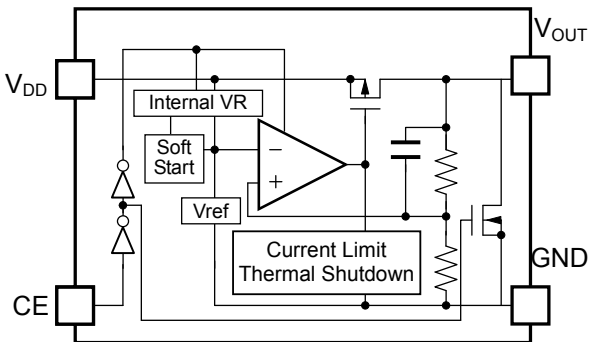 VOUT
VDD
Internal VR
Soft
Start
−
+
Vref
Current Limit
Thermal Shutdown
GND
CE